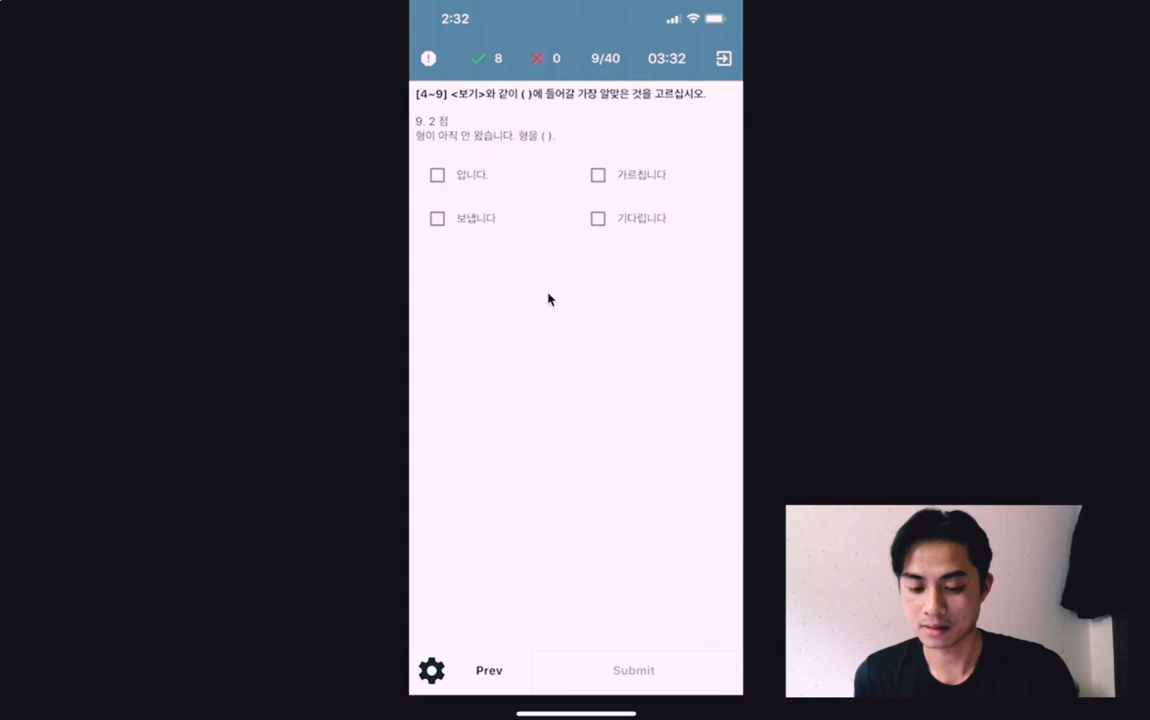 2:32
8 0 9/40 03:32
[4~9] <보기>와 같이 ( )에 들어갈 가장 알맞은 것을 고르십시오.
9. 2 점
형이 아직 안 왔습니다. 형을 ( ).
압니다. 가르칩니다
보냅니다 기다립니다
Prev Submit